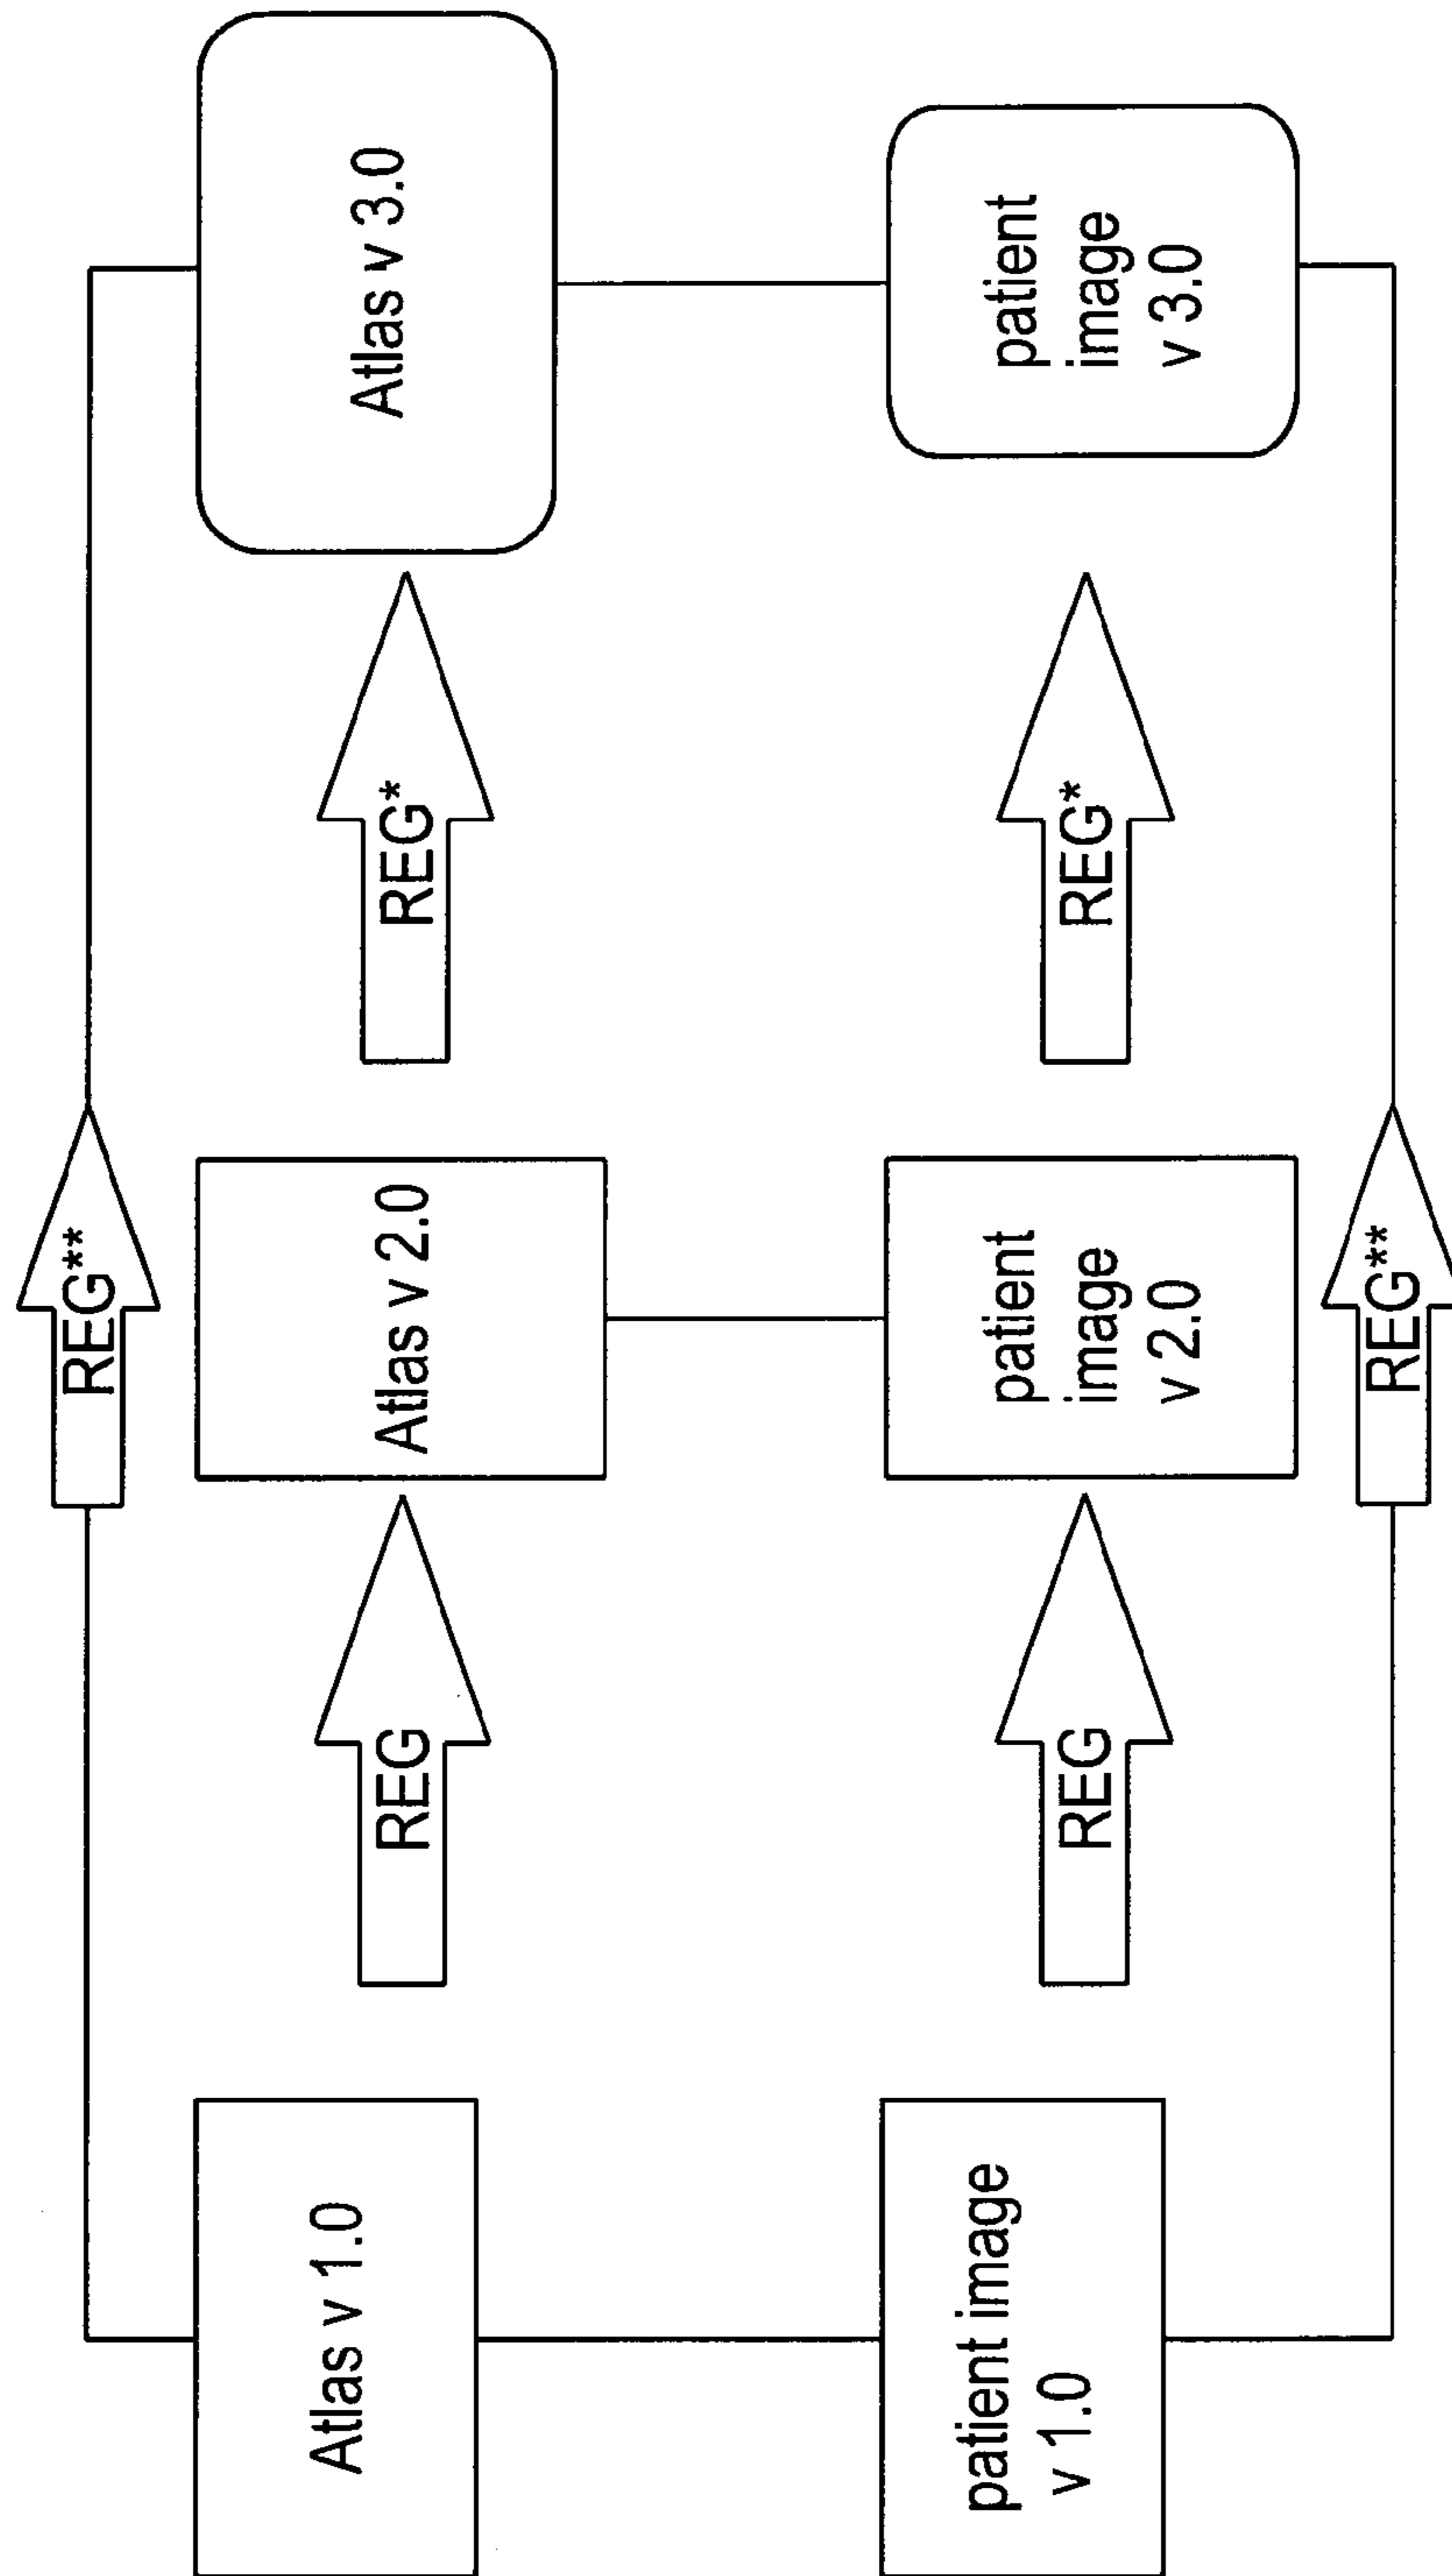 REG**
Atlas v 1.0
REG
Atlas v 2.0
REG*
Atlas v 3.0
patient image
v 1.0
REG
patient
image
v 2.0
REG*
patient
image
v 3.0
REG**